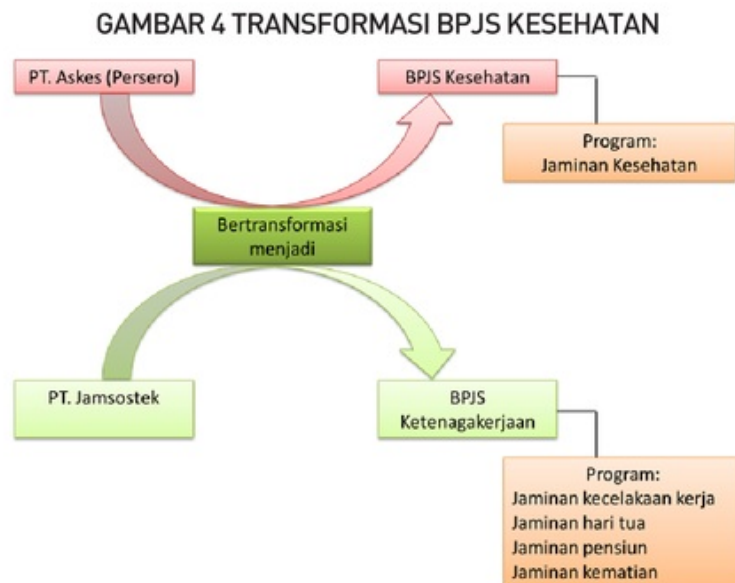 GAMBAR 4 TRANSFORMASI BPJS KESEHATAN
PT. Askes (Persero)
BPJS Kesehatan
Program:
Jaminan Kesehatan
Bertransformasi
menjadi
PT. Jamsostek
BPJS
Ketenagakerjaan
Program:
Jaminan kecelakaan kerja
Jaminan hari tua
Jaminan pensiun
Jaminan kematian